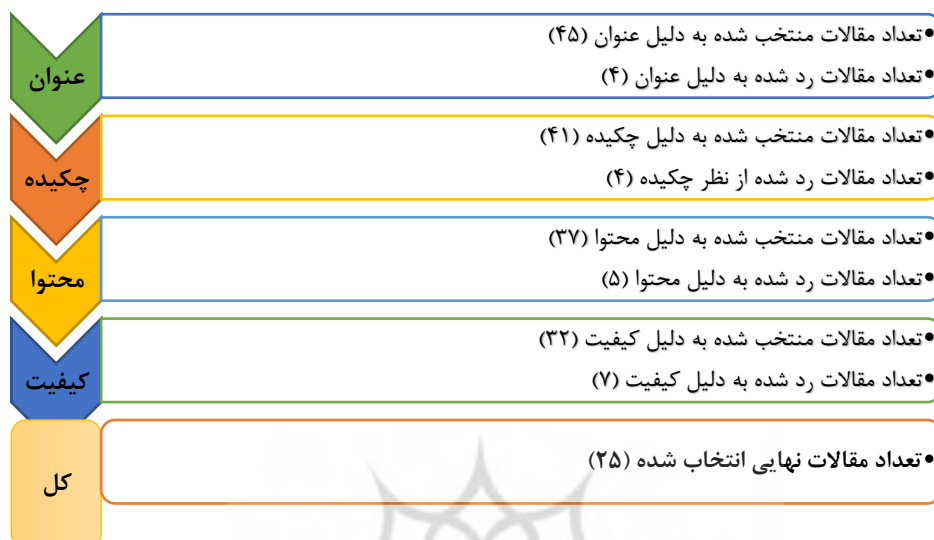 عنوان
•تعداد مقالات منتخب شده به دلیل عنوان (۴۵)
•تعداد مقالات رد شده به دلیل عنوان (۴)
چکیده
•تعداد مقالات منتخب شده به دلیل چکیده (۴۱)
•تعداد مقالات رد شده از نظر چکیده (۴)
محتوا
•تعداد مقالات منتخب شده به دلیل محتوا (۳۷)
•تعداد مقالات رد شده به دلیل محتوا (۵)
کیفیت
•تعداد مقالات منتخب شده به دلیل کیفیت (۳۲)
•تعداد مقالات رد شده به دلیل کیفیت (۷)
کل
•تعداد مقالات نهایی انتخاب شده (۲۵)